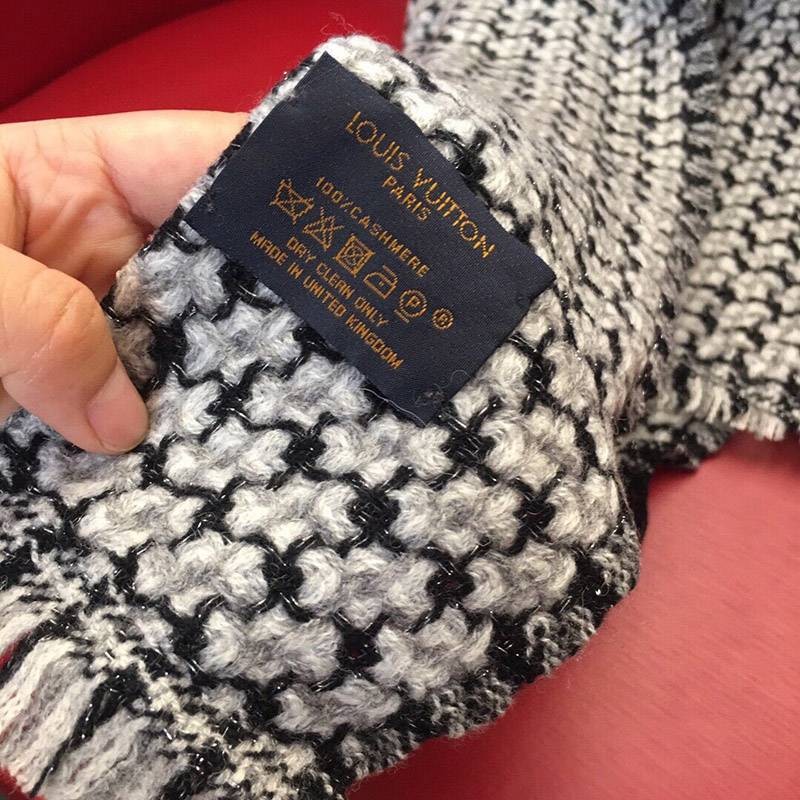 LOUIS VUITTON
PARIS
100% CASHMERE
P ®
DRY CLEAN ONLY
MADE IN UNITED KINGDOM